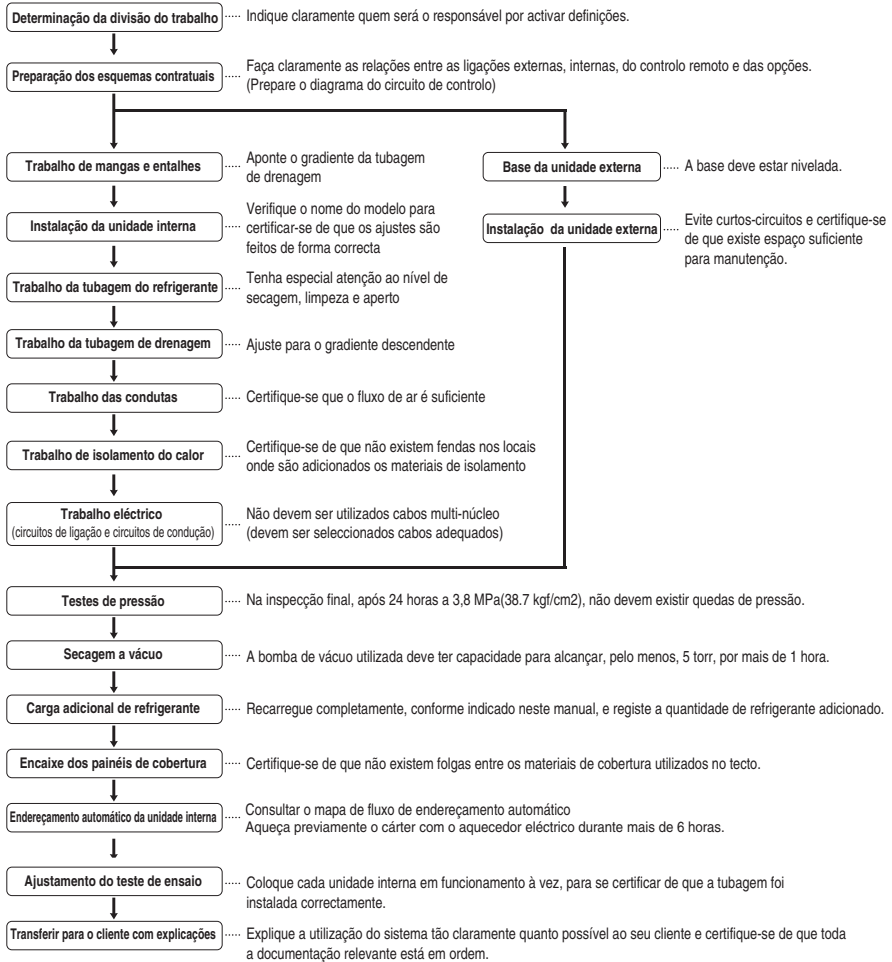 Determinação da divisão do trabalho ..... Indique claramente quem será o responsável por activar definições.
Preparação dos esquemas contratuais ..... Faça claramente as relações entre as ligações externas, internas, do controlo remoto e das opções.
(Prepare o diagrama do circuito de controlo)
Trabalho de mangas e entalhes ..... Aponte o gradiente da tubagem
de drenagem
Instalação da unidade interna ..... Verifique o nome do modelo para
certificar-se de que os ajustes são
feitos de forma correcta
Trabalho da tubagem do refrigerante ..... Tenha especial atenção ao nível de
secagem, limpeza e aperto
Trabalho da tubagem de drenagem ..... Ajuste para o gradiente descendente
Trabalho das condutas ..... Certifique-se que o fluxo de ar é suficiente
Trabalho de isolamento do calor ..... Certifique-se de que não existem fendas nos locais
onde são adicionados os materiais de isolamento
Trabalho eléctrico
(circuitos de ligação e circuitos de condução) ..... Não devem ser utilizados cabos multi-núcleo
(devem ser seleccionados cabos adequados)
Base da unidade externa ..... A base deve estar nivelada.
Instalação da unidade externa ..... Evite curtos-circuitos e certifique-se
de que existe espaço suficiente
para manutenção.
Testes de pressão ..... Na inspecção final, após 24 horas a 3,8 MPa(38.7 kgf/cm2), não devem existir quedas de pressão.
Secagem a vácuo ..... A bomba de vácuo utilizada deve ter capacidade para alcançar, pelo menos, 5 torr, por mais de 1 hora.
Carga adicional de refrigerante ..... Recarregue completamente, conforme indicado neste manual, e registe a quantidade de refrigerante adicionado.
Encaixe dos painéis de cobertura ..... Certifique-se de que não existem folgas entre os materiais de cobertura utilizados no tecto.
Endereçamento automático da unidade interna ..... Consultar o mapa de fluxo de endereçamento automático
Aqueça previamente o cárter com o aquecedor eléctrico durante mais de 6 horas.
Ajustamento do teste de ensaio ..... Coloque cada unidade interna em funcionamento à vez, para se certificar de que a tubagem foi
instalada correctamente.
Transferir para o cliente com explicações ..... Explique a utilização do sistema tão claramente quanto possível ao seu cliente e certifique-se de que toda
a documentação relevante está em ordem.